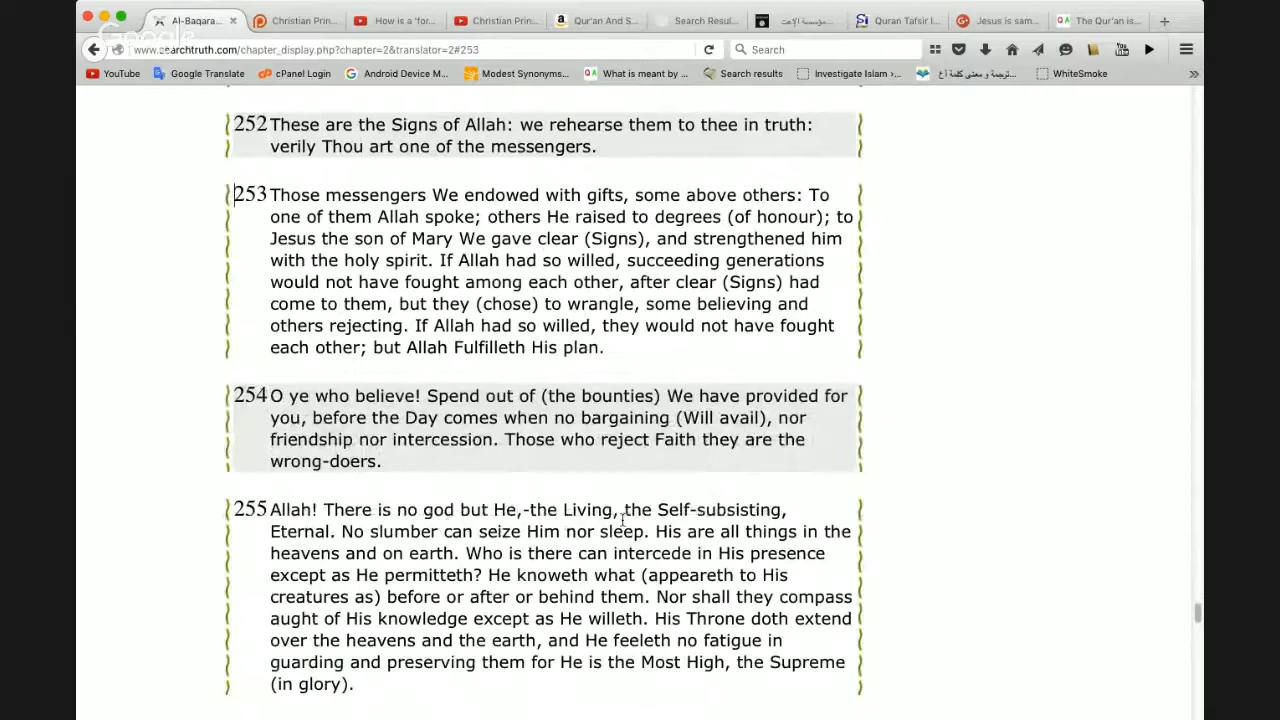 Al-Baqara...
Christian Prin...
How is a 'for...
Christian Prin...
Qur'an And S...
Search Resul...
مؤسسة الإعت...
Quran Tafsir I...
Jesus is sam...
The Qur'an is...
Google
www.searchtruth.com/chapter_display.php?chapter=2&translator=2#253
Search
YouTube
Google Translate
cPanel Login
Android Device M...
Modest Synonyms...
What is meant by ...
Search results
Investigate Islam ›...
ترجمة و معنى كلمة أخ...
WhiteSmoke
252 These are the Signs of Allah: we rehearse them to thee in truth:
verily Thou art one of the messengers.
253 Those messengers We endowed with gifts, some above others: To
one of them Allah spoke; others He raised to degrees (of honour); to
Jesus the son of Mary We gave clear (Signs), and strengthened him
with the holy spirit. If Allah had so willed, succeeding generations
would not have fought among each other, after clear (Signs) had
come to them, but they (chose) to wrangle, some believing and
others rejecting. If Allah had so willed, they would not have fought
each other; but Allah Fulfilleth His plan.
254 O ye who believe! Spend out of (the bounties) We have provided for
you, before the Day comes when no bargaining (Will avail), nor
friendship nor intercession. Those who reject Faith they are the
wrong-doers.
255 Allah! There is no god but He,-the Living, the Self-subsisting,
Eternal. No slumber can seize Him nor sleep. His are all things in the
heavens and on earth. Who is there can intercede in His presence
except as He permitteth? He knoweth what (appeareth to His
creatures as) before or after or behind them. Nor shall they compass
aught of His knowledge except as He willeth. His Throne doth extend
over the heavens and the earth, and He feeleth no fatigue in
guarding and preserving them for He is the Most High, the Supreme
(in glory).